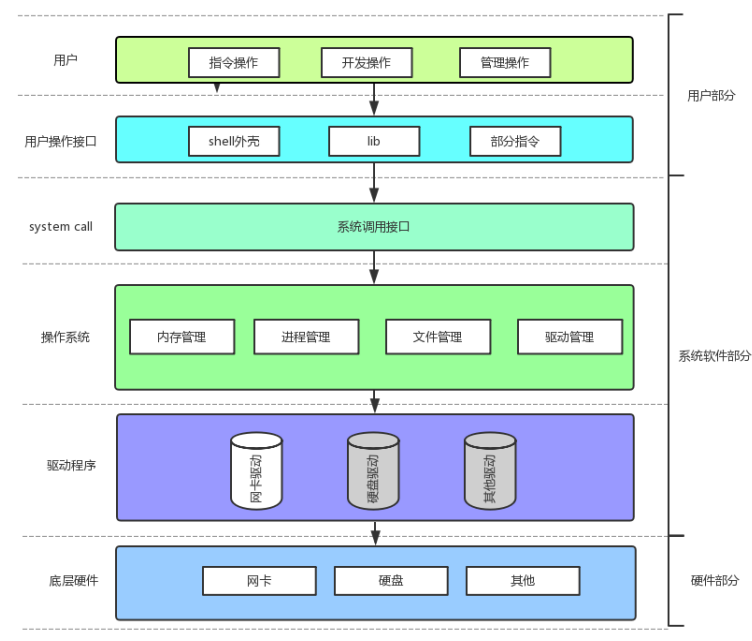 用户
指令操作
开发操作
管理操作
用户部分
用户操作接口
shell外壳
lib
部分指令
system call
系统调用接口
操作系统
内存管理
进程管理
文件管理
驱动管理
系统软件部分
驱动程序
网卡驱动
硬盘驱动
其他驱动
底层硬件
网卡
硬盘
其他
硬件部分